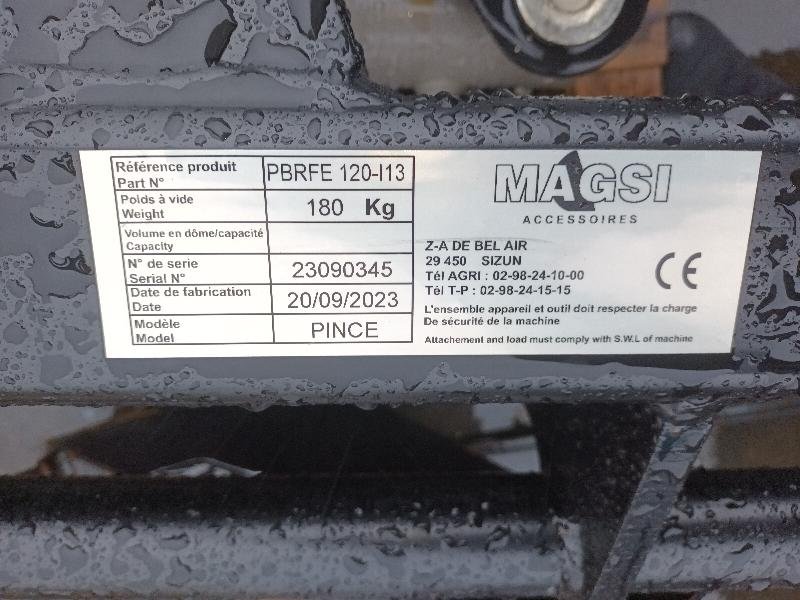 Référence produit
Part N°
PBRFE 120-I13
Poids à vide
Weight
180 Kg
Volume en dôme/capacité
Capacity
N° de serie
Serial N°
23090345
Date de fabrication
Date
20/09/2023
Modèle
Model
PINCE
MAGSI
ACCESSOIRES
Z-A DE BEL AIR
29 450 SIZUN
Tél AGRI : 02-98-24-10-00
Tél T-P : 02-98-24-15-15
CE
L'ensemble appareil et outil doit respecter la charge
De sécurité de la machine
Attachement and load must comply with S.W.L of machine